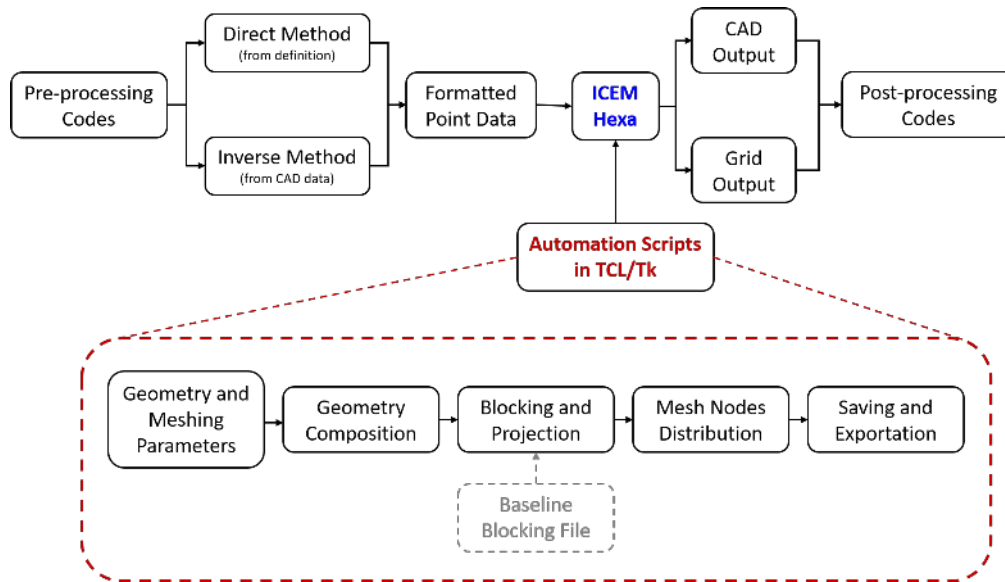 Pre-processing
Codes
Direct Method
(from definition)
Inverse Method
(from CAD data)
Formatted
Point Data
ICEM
Hexa
CAD
Output
Grid
Output
Post-processing
Codes
Automation Scripts
in TCL/Tk
Geometry and
Meshing
Parameters
Geometry
Composition
Blocking and
Projection
Mesh Nodes
Distribution
Saving and
Exportation
Baseline
Blocking File